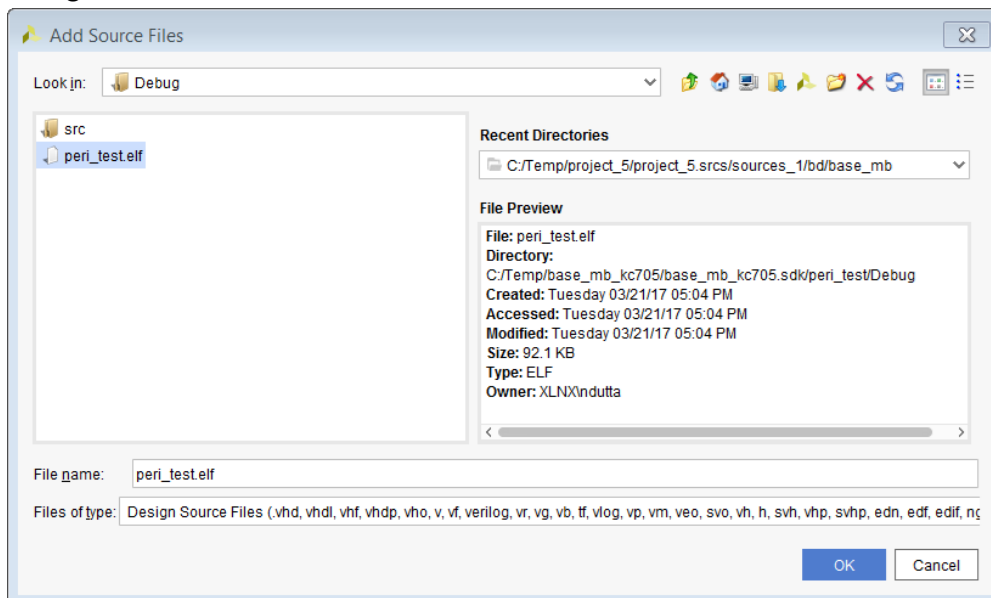 Add Source Files
Look in: Debug
src
peri_test.elf
Recent Directories
C:/Temp/project_5/project_5.srcs/sources_1/bd/base_mb
File Preview
File: peri_test.elf
Directory:
C:/Temp/base_mb_kc705/base_mb_kc705.sdk/peri_test/Debug
Created: Tuesday 03/21/17 05:04 PM
Accessed: Tuesday 03/21/17 05:04 PM
Modified: Tuesday 03/21/17 05:04 PM
Size: 92.1 KB
Type: ELF
Owner: XLNX\ndutta
File name: peri_test.elf
Files of type: Design Source Files (.vhd, vhdl, vhf, vhdp, vho, v, vf, verilog, vr, vg, vb, tf, vlog, vp, vm, veo, svo, vh, h, svh, vhp, svhp, edn, edf, edif,
OK Cancel